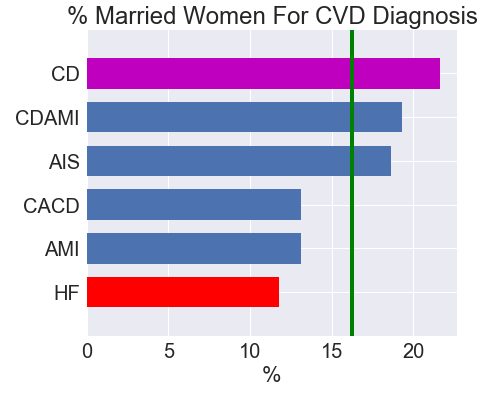 % Married Women For CVD Diagnosis
CD
CDAMI
AIS
CACD
AMI
HF
0 5 10 15 20
%